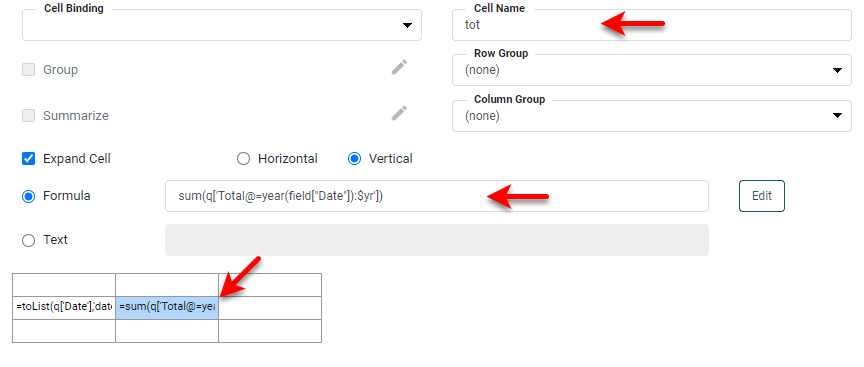 Cell Binding
Cell Name
tot
Group
Row Group
(none)
Summarize
Column Group
(none)
Expand Cell
Horizontal
Vertical
Formula
sum(q['Total@=year(field["Date"]):$yr'])
Edit
Text
=toList(q['Date'],'date
=sum(q['Total@=yea